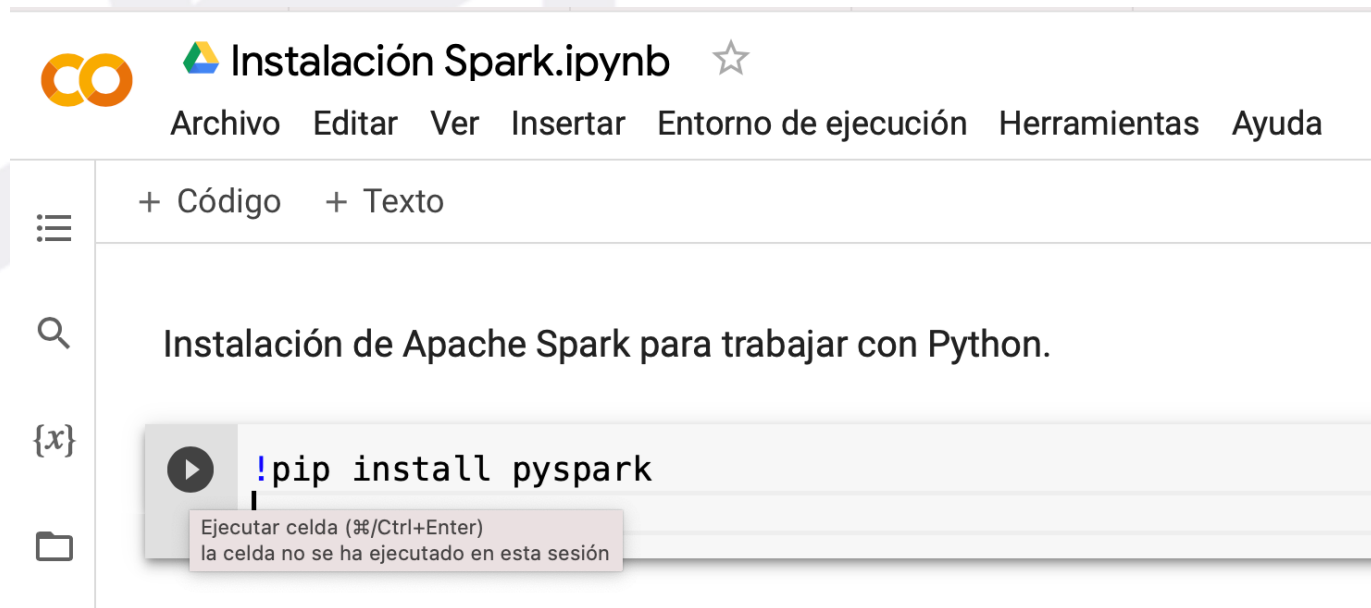 Instalación Spark.ipynb
Archivo Editar Ver Insertar Entorno de ejecución Herramientas Ayuda
+ Código + Texto
Instalación de Apache Spark para trabajar con Python.
{x}
!pip install pyspark
Ejecutar celda (⌘/Ctrl+Enter)
la celda no se ha ejecutado en esta sesión